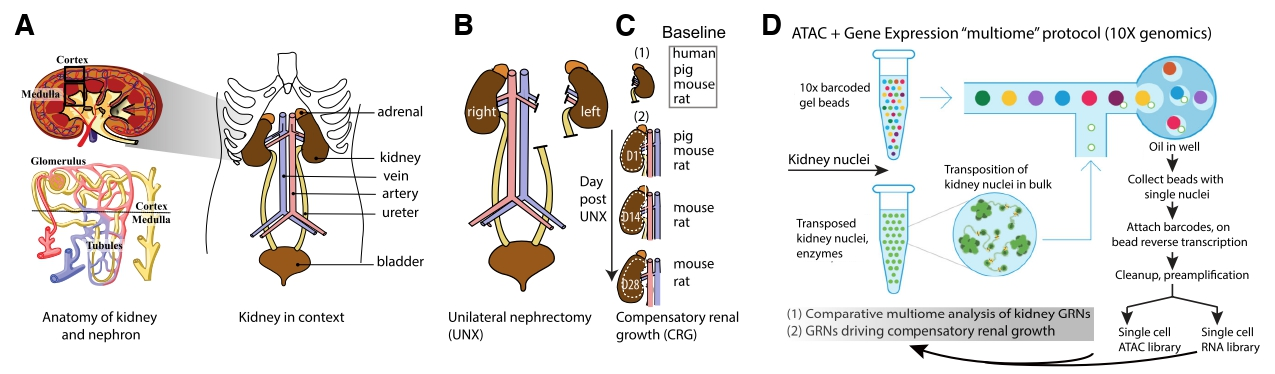 A
Cortex
Medulla
Glomerulus
Cortex
Medulla
Tubules
Anatomy of kidney
and nephron
adrenal
kidney
vein
artery
ureter
bladder
Kidney in context
B
right
left
Unilateral nephrectomy
(UNX)
C
Baseline
(1)
human
pig
mouse
rat
(2)
Day
post
UNX
D1
pig
mouse
rat
D14
mouse
rat
D28
mouse
rat
Compensatory renal
growth (CRG)
D
ATAC + Gene Expression “multiome” protocol (10X genomics)
10x barcoded
gel beads
Kidney nuclei
Transposed
kidney nuclei,
enzymes
Transposition of
kidney nuclei in bulk
Oil in well
Collect beads with
single nuclei
Attach barcodes, on
bead reverse transcription
Cleanup, preamplification
Single cell
ATAC library
Single cell
RNA library
(1) Comparative multiome analysis of kidney GRNs
(2) GRNs driving compensatory renal growth